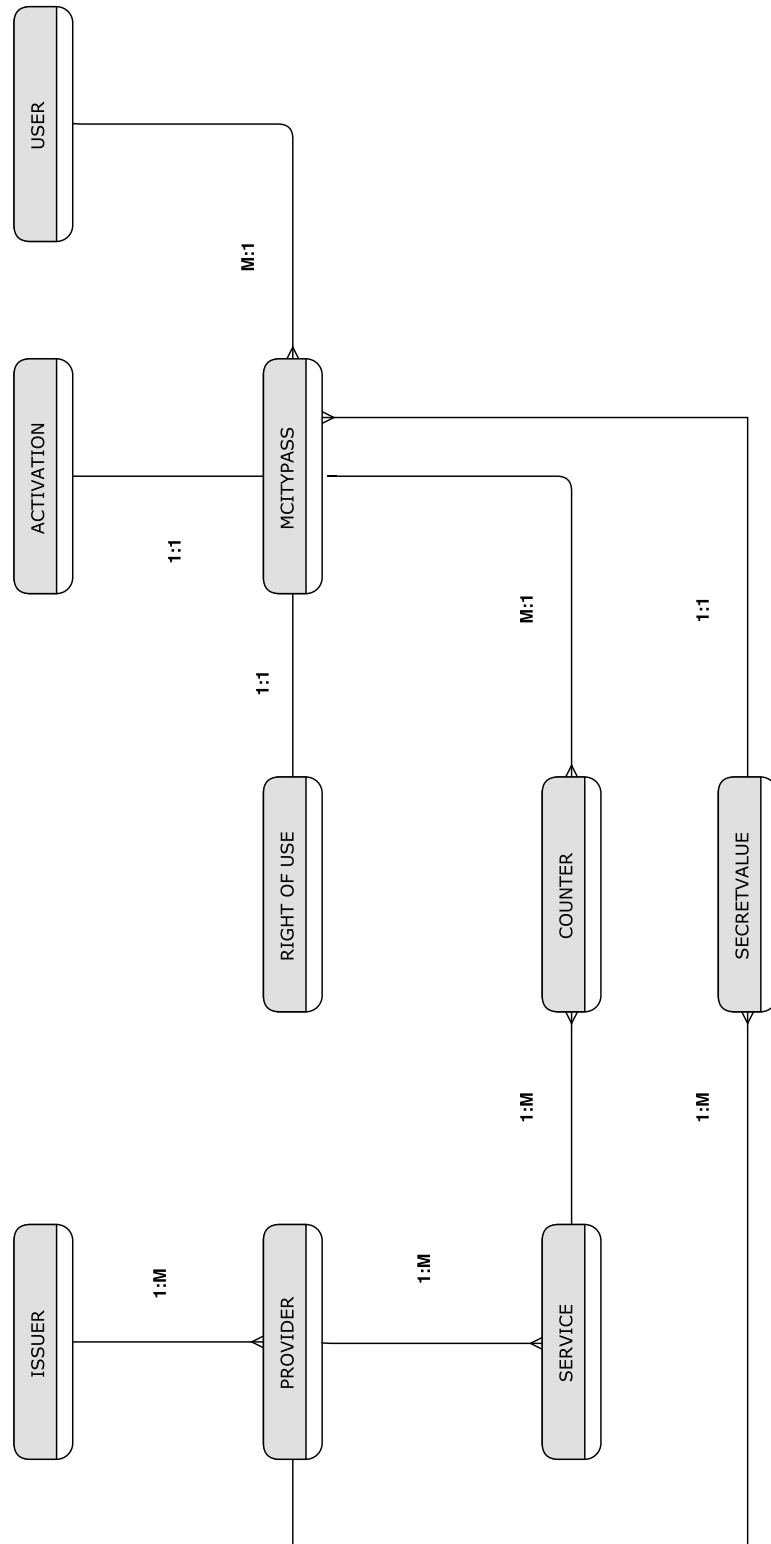 ISSUER
ACTIVATION
USER
1:M
1:1
M:1
1:1
PROVIDER
RIGHT OF USE
MCITYPASS
1:M
1:M
M:1
SERVICE
COUNTER
1:M
1:1
SECRETVALUE